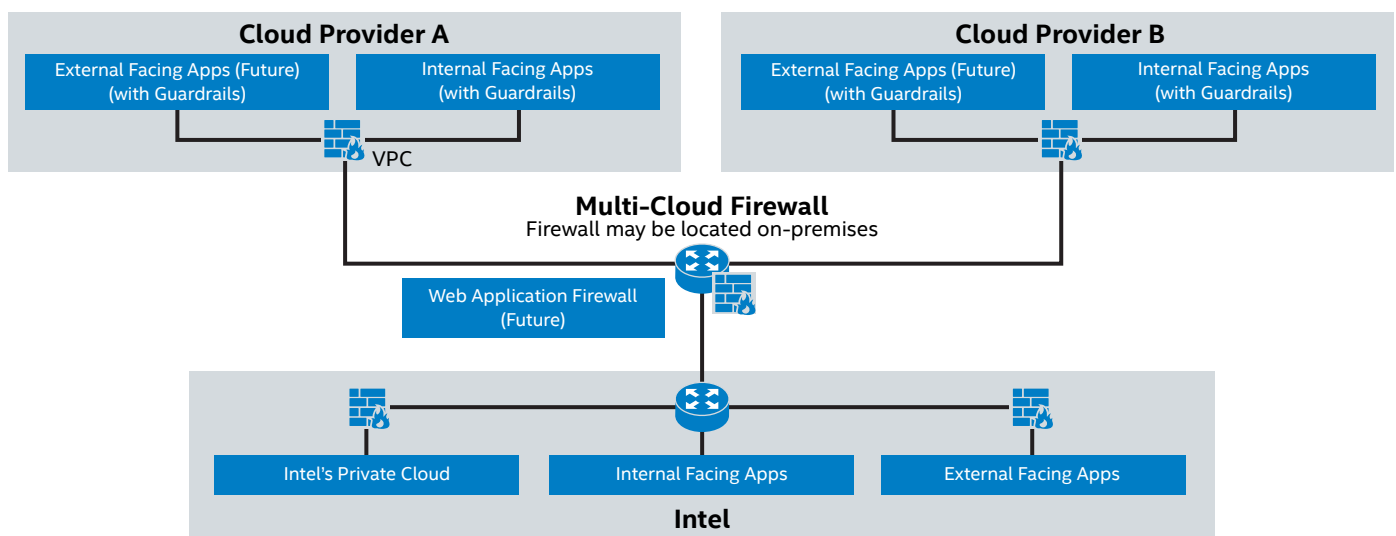 Cloud Provider A
External Facing Apps (Future)
(with Guardrails)
Internal Facing Apps
(with Guardrails)
VPC
Cloud Provider B
External Facing Apps (Future)
(with Guardrails)
Internal Facing Apps
(with Guardrails)
Multi-Cloud Firewall
Firewall may be located on-premises
Web Application Firewall
(Future)
Intel's Private Cloud
Internal Facing Apps
External Facing Apps
Intel